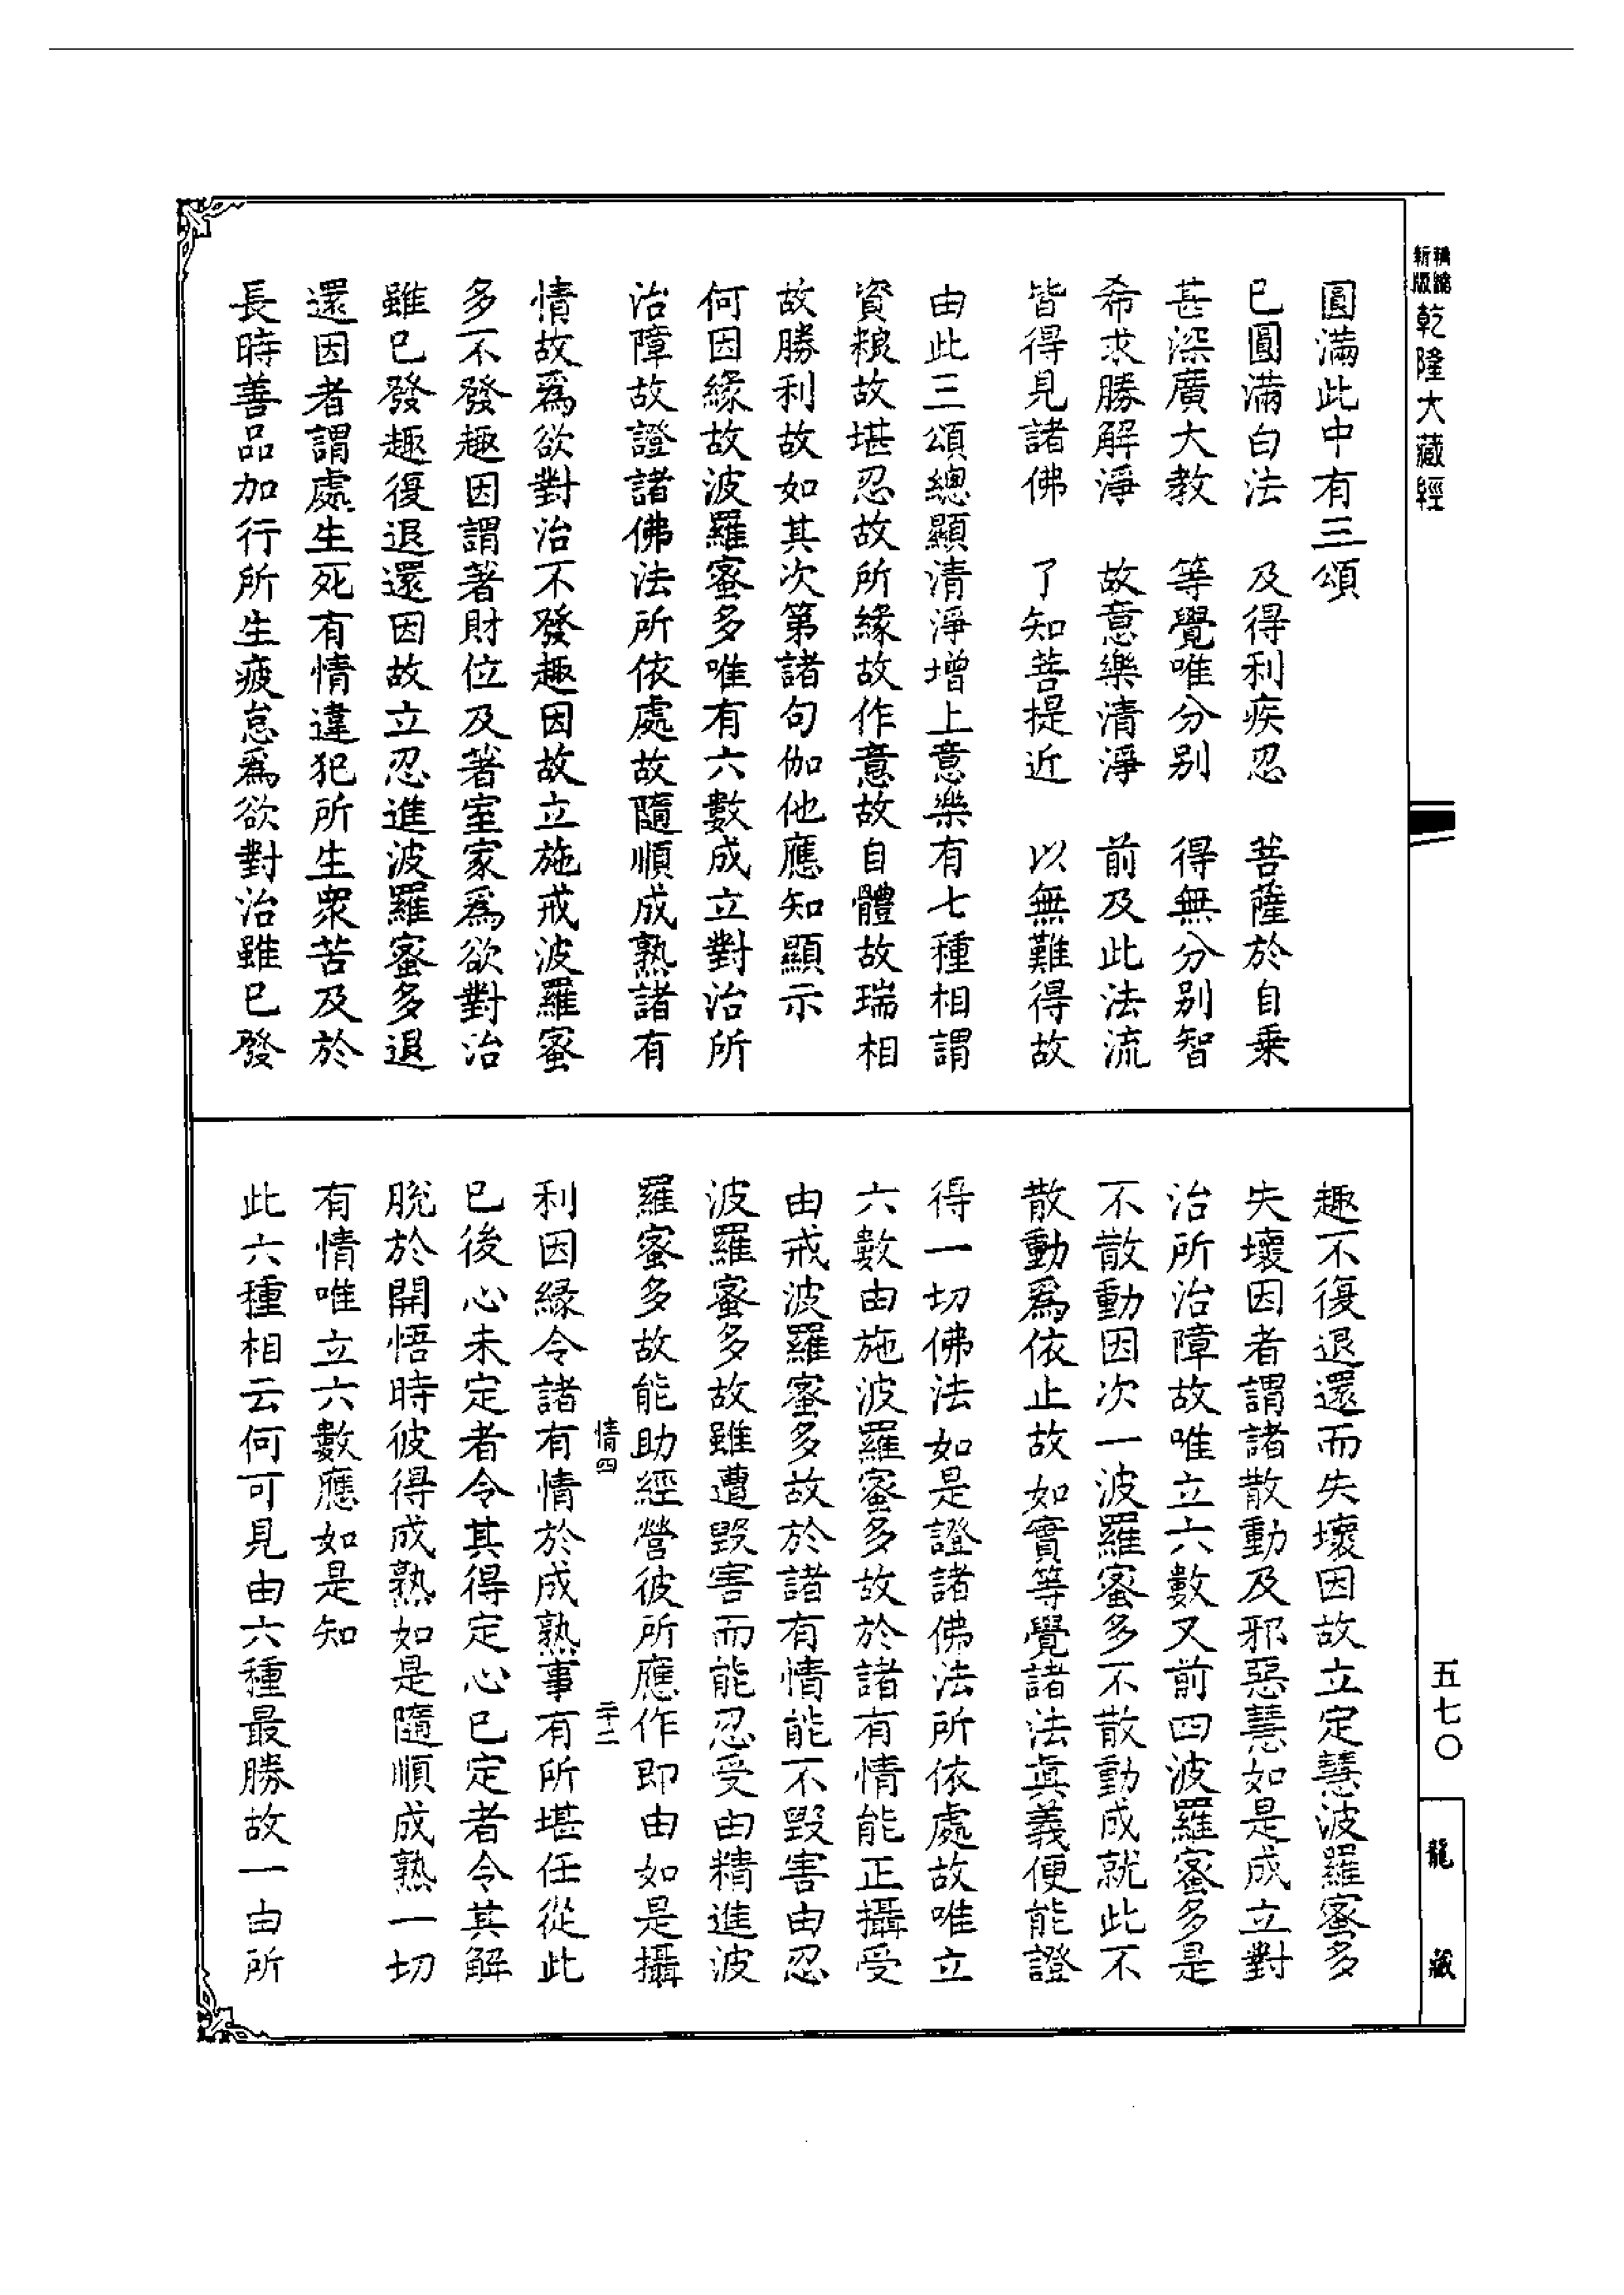 新版
精縮
乾隆大藏經
圓滿此中有三頌
已圓滿白法　及得利疾忍　菩薩於自乘
甚深廣大教　等覺唯分别　得無分别智
希求勝解淨　故意樂清淨　前及此法流
皆得見諸佛　了知菩提近　以無難得故
由此三頌總顯清淨增上意樂有七種相謂
資糧故堪忍故所緣故作意故自體故瑞相
故勝利故如其次第諸句伽他應知顯示
何因緣故波羅蜜多唯有六數成立對治所
治障故證諸佛法所依處故隨順成熟諸有
情故爲欲對治不發趣因故立施戒波羅蜜
多不發趣因謂著財位及著室家爲欲對治
雖已發趣復退還因故立忍進波羅蜜多退
還因者謂處生死有情違犯所生衆苦及於
長時善品加行所生疲怠爲欲對治雖已發
趣不復退還而失壞因故立定慧波羅蜜多
失壞因者謂諸散動及邪惡慧如是成立對
治所治障故唯立六數又前四波羅蜜多是
不散動因次一波羅蜜多不散動成就此不
散動爲依止故如實等覺諸法眞義便能證
得一切佛法如是證諸佛法所依處故唯立
六數由施波羅蜜多故於諸有情能正攝受
由戒波羅蜜多故於諸有情能不毀害由忍
波羅蜜多故雖遭毀害而能忍受由精進波
羅蜜多故能助經營彼所應作即由如是攝
情四　二十二
利因緣令諸有情於成熟事有所堪任從此
已後心未定者令其得定心已定者令其解
脫於開悟時彼得成熟如是隨順成熟一切
有情唯立六數應如是知
此六種相云何可見由六種最勝故一由所
五七〇
龍藏